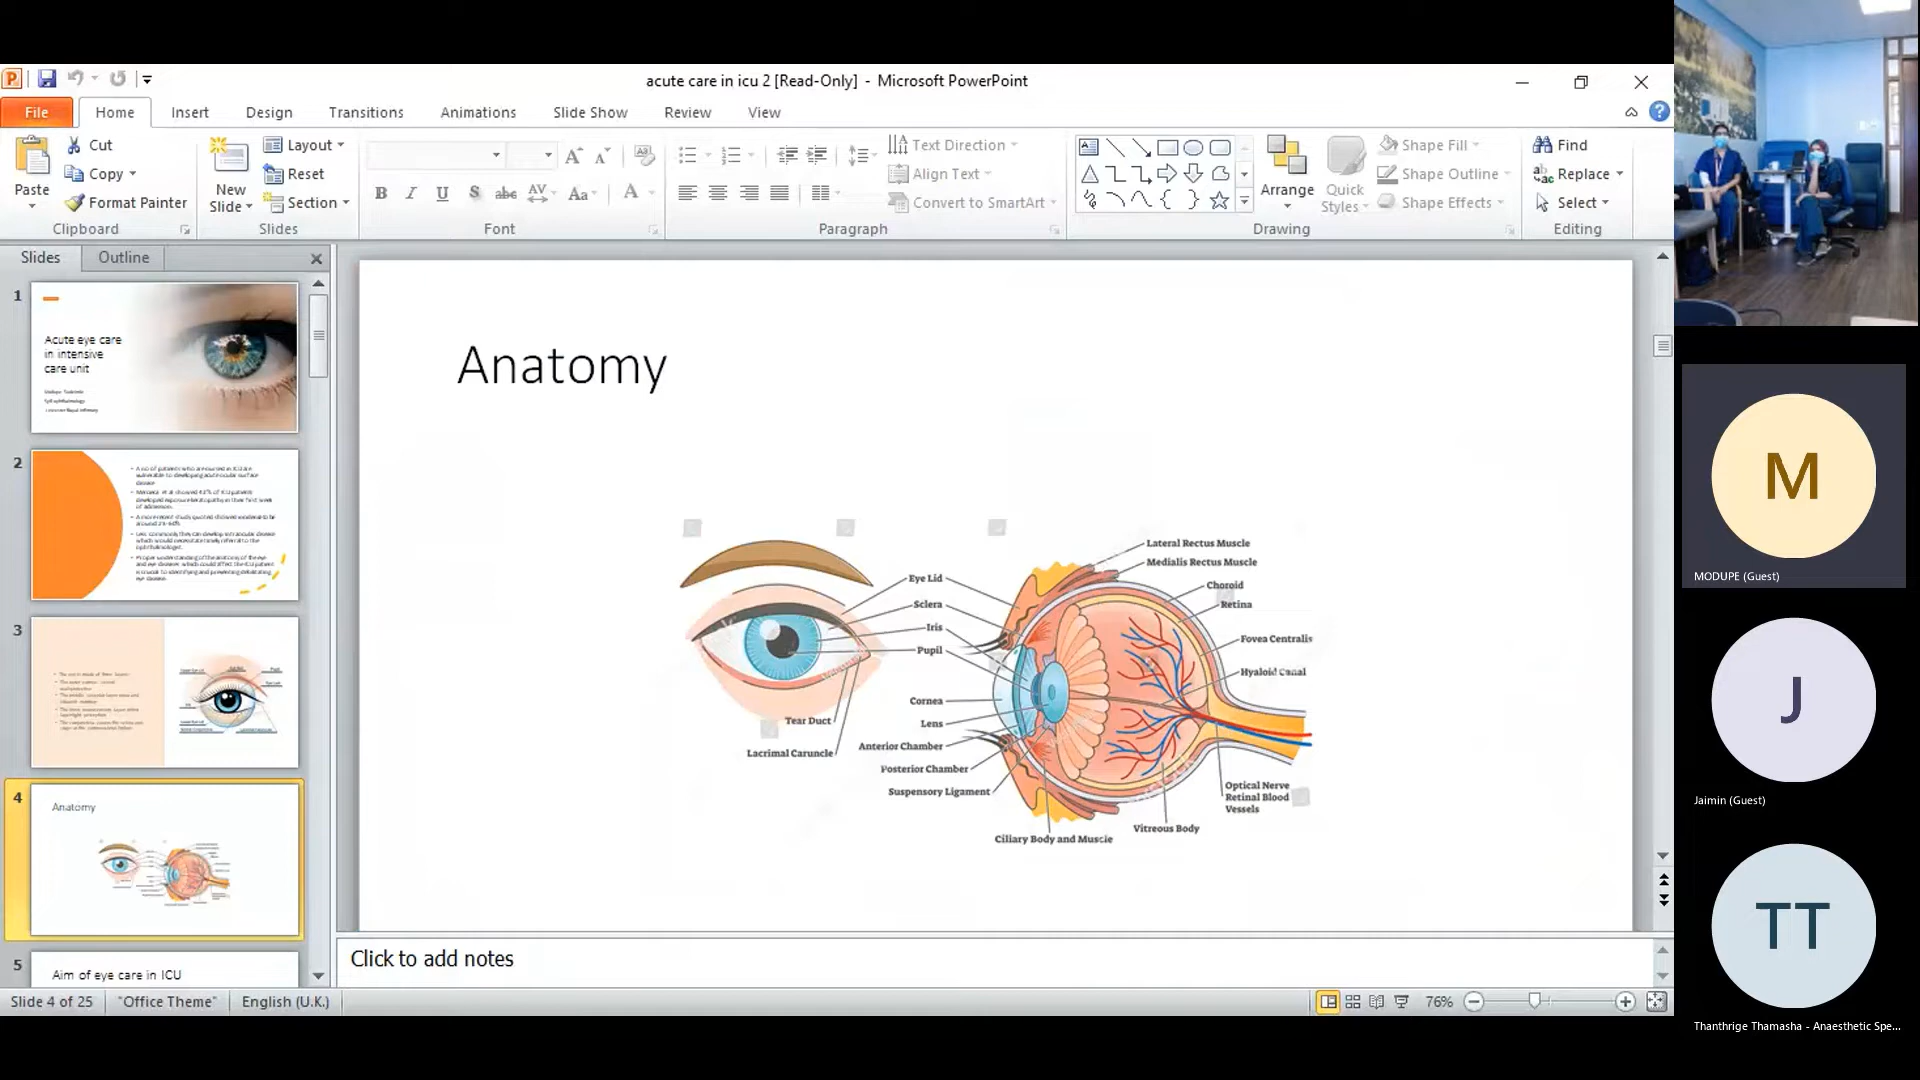 acute care in icu 2 [Read-Only] - Microsoft PowerPoint
File Home Insert Design Transitions Animations Slide Show Review View
Cut
Copy
Format Painter
Paste
Clipboard
New
Slide
Layout
Reset
Section
Slides
Font
Text Direction
Align Text
Convert to SmartArt
Paragraph
Arrange
Quick
Styles
Shape Fill
Shape Outline
Shape Effects
Drawing
Find
Replace
Select
Editing
Slides Outline
1
Acute eye care
in intensive
care unit
2
3
4
Anatomy
5
Aim of eye care in ICU
Anatomy
Eye Lid
Sclera
Iris
Pupil
Cornea
Lens
Anterior Chamber
Posterior Chamber
Suspensory Ligament
Tear Duct
Lacrimal Caruncle
Lateral Rectus Muscle
Medialis Rectus Muscle
Choroid
Retina
Fovea Centralis
Hyaloid Canal
Optical Nerve
Retinal Blood
Vessels
Vitreous Body
Ciliary Body and Muscle
Click to add notes
Slide 4 of 25 "Office Theme" English (U.K.) 76%
M
MODUPE (Guest)
J
Jaimin (Guest)
TT
Thanthrige Thamasha - Anaesthetic Spe...